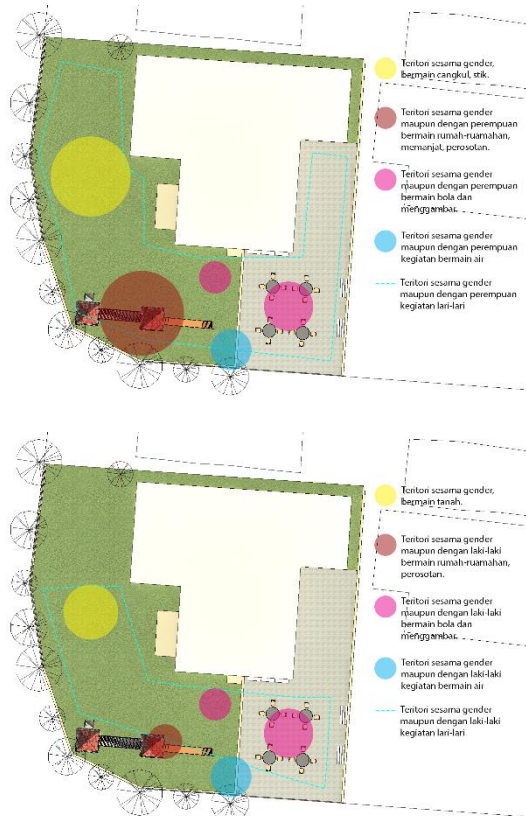 Teritori sesama gender,
bermain cangkul, stik.
Teritori sesama gender
maupun dengan perempuan
bermain rumah-ruamahan,
memanjat, perosotan.
Teritori sesama gender
maupun dengan perempuan
bermain bola dan
menggambar.
Teritori sesama gender
maupun dengan perempuan
kegiatan bermain air
Teritori sesama gender
maupun dengan perempuan
kegiatan lari-lari
Teritori sesama gender,
bermain tanah.
Teritori sesama gender
maupun dengan laki-laki
bermain rumah-ruamahan,
perosotan.
Teritori sesama gender
maupun dengan laki-laki
bermain bola dan
menggambar.
Teritori sesama gender
maupun dengan laki-laki
kegiatan bermain air
Teritori sesama gender
maupun dengan laki-laki
kegiatan lari-lari